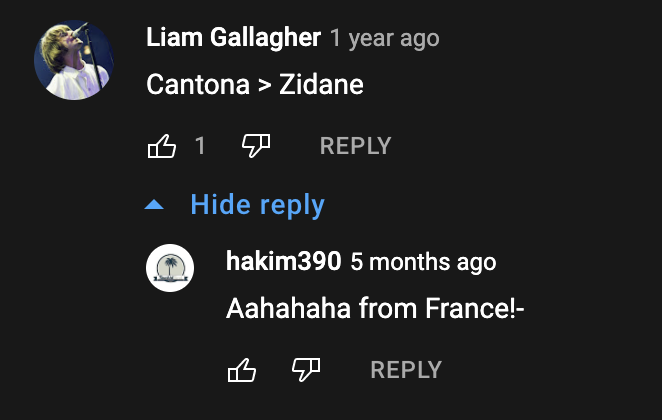 Liam Gallagher 1 year ago
Cantona > Zidane
1 REPLY
Hide reply
hakim390 5 months ago
Aahahaha from France!-
REPLY